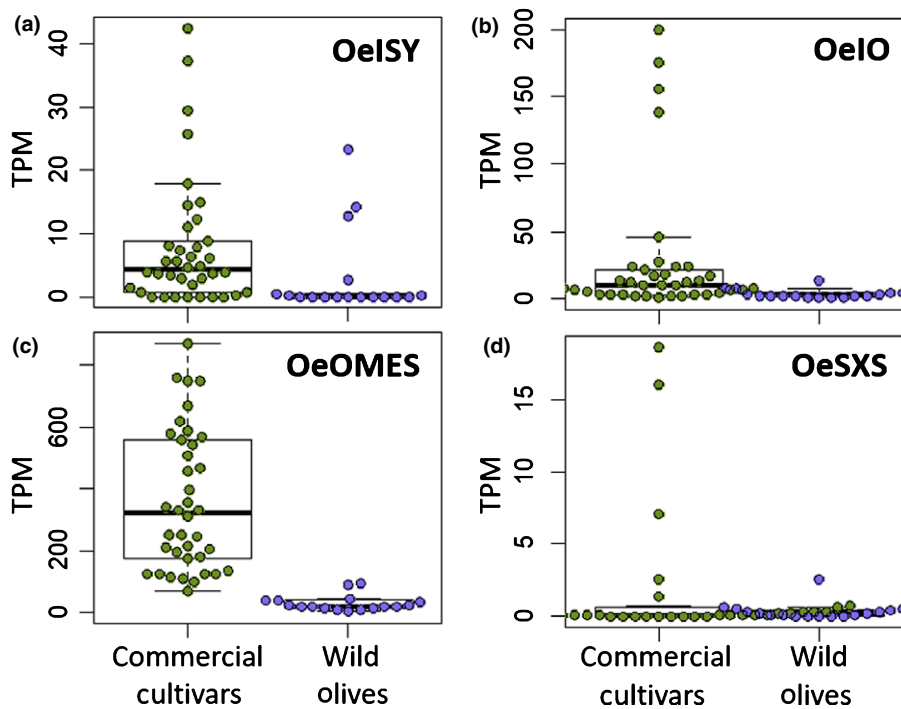 (a)
OeISY
TPM
40
30
20
10
0
(b)
OeIO
TPM
200
150
100
50
0
(c)
OeOMES
TPM
600
200
0
Commercial
cultivars
Wild
olives
(d)
OeSXS
TPM
15
10
5
0
Commercial
cultivars
Wild
olives